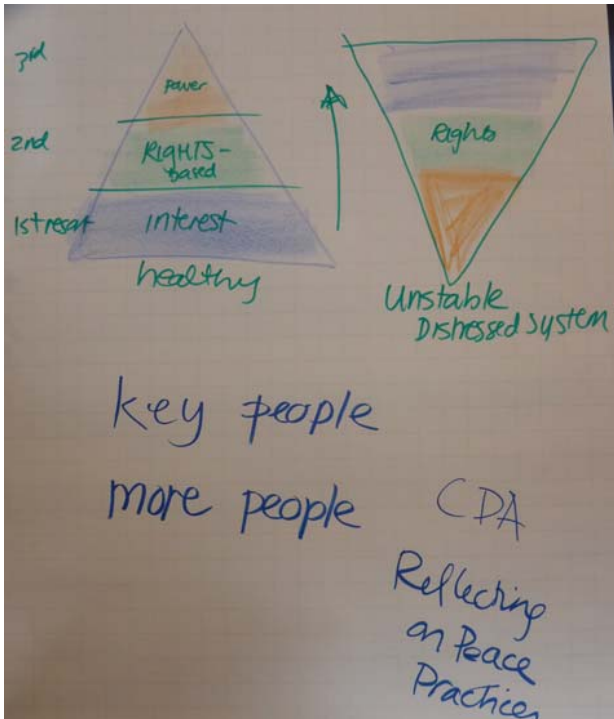 3rd
Power
2nd
RIGHTS-
based
1st resort
interest
healthy
Rights
Unstable
Distressed System
key people
more people
CDA
Reflecting
on Peace
Practices